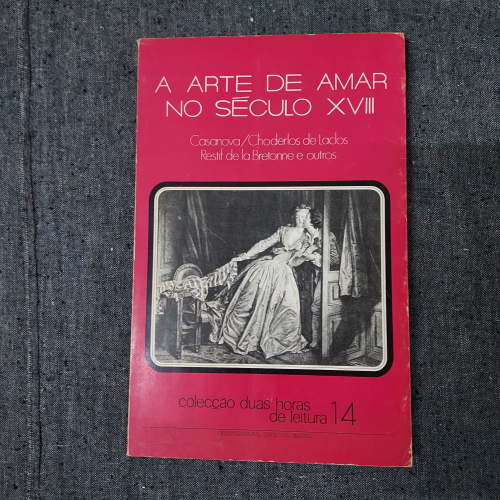 A ARTE DE AMAR
NO SÉCULO XVIII
Casanova/Choderlos de Laclos
Restif de la Bretonne e outros
colecção duas horas
de leitura 14